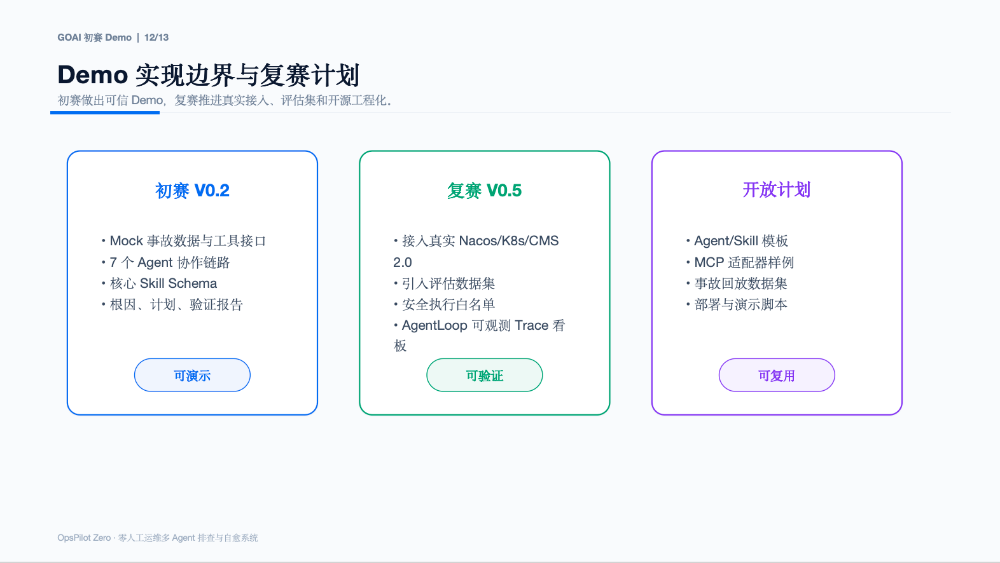 GOAI 初赛 Demo | 12/13
Demo 实现边界与复赛计划
初赛做出可信 Demo，复赛推进真实接入、评估集和开源工程化。
初赛 V0.2
• Mock 事故数据与工具接口
• 7 个 Agent 协作链路
• 核心 Skill Schema
• 根因、计划、验证报告
可演示
复赛 V0.5
• 接入真实 Nacos/K8s/CMS
2.0
• 引入评估数据集
• 安全执行白名单
• AgentLoop 可观测 Trace 看
板
可验证
开放计划
• Agent/Skill 模板
• MCP 适配器样例
• 事故回放数据集
• 部署与演示脚本
可复用
OpsPilot Zero · 零人工运维多 Agent 排查与自愈系统